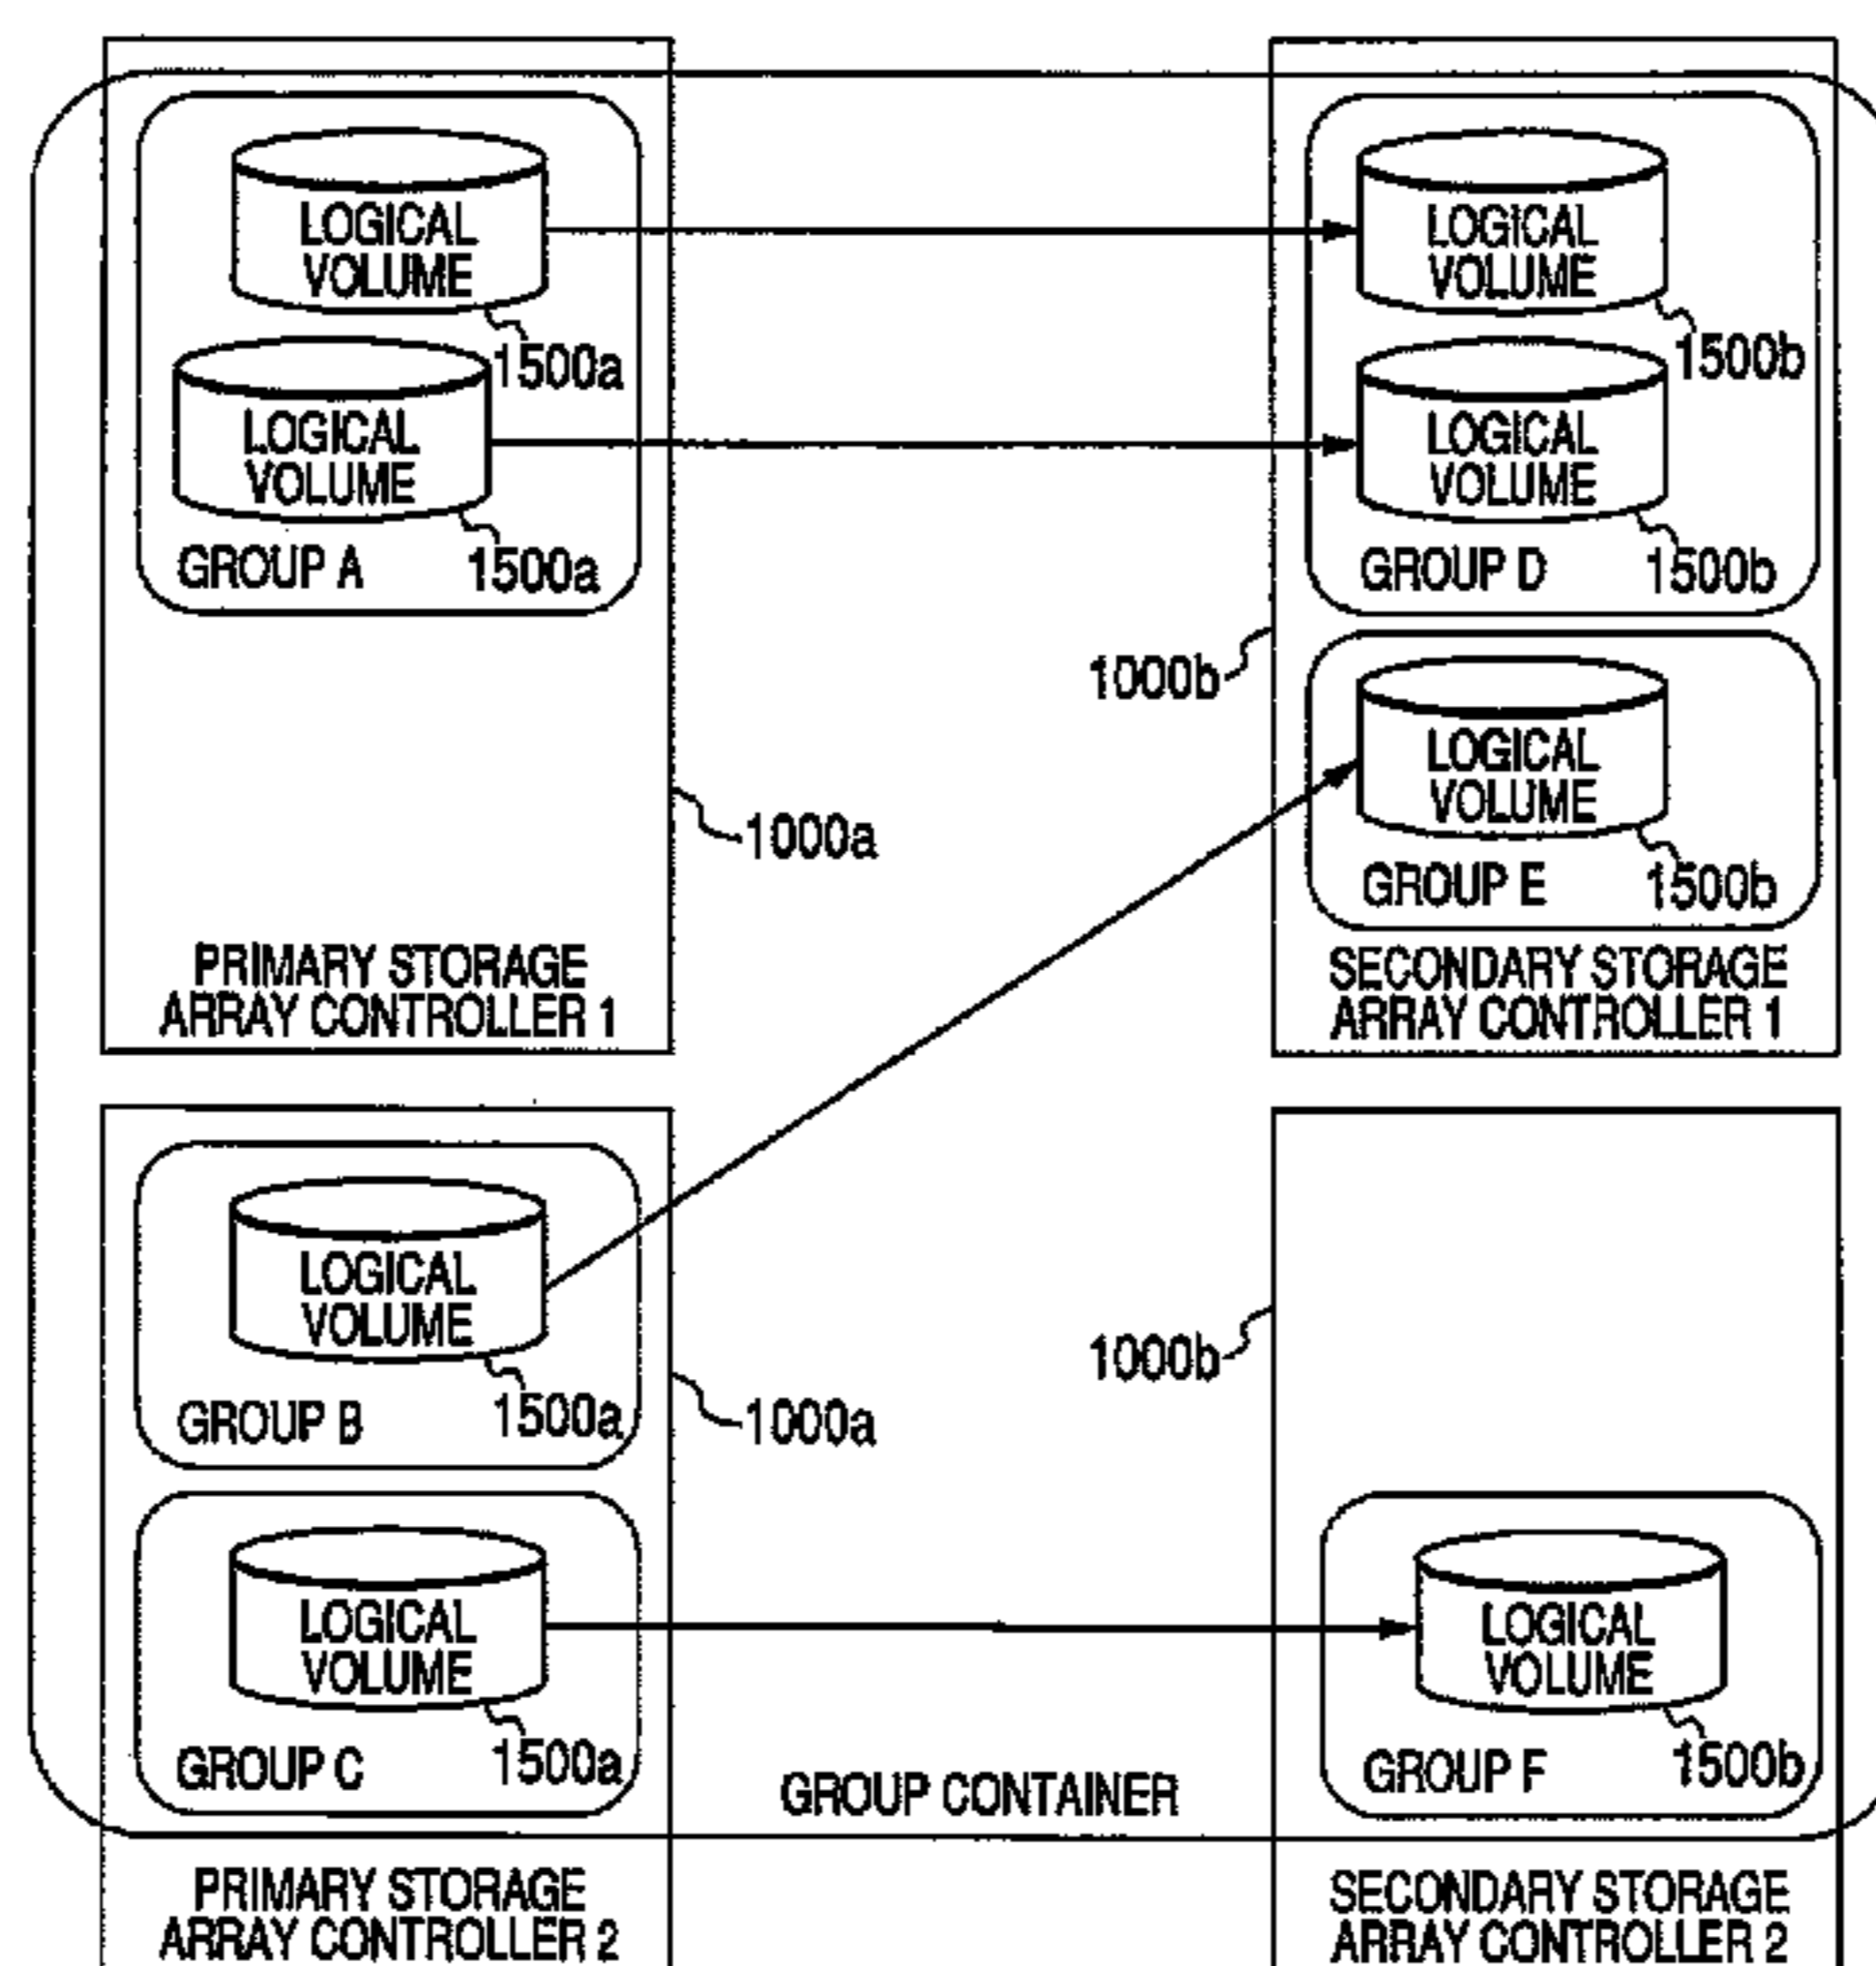 LOGICAL
VOLUME
1500a
LOGICAL
VOLUME
GROUP A
1500a
1000a
PRIMARY STORAGE
ARRAY CONTROLLER 1
LOGICAL
VOLUME
1500b
LOGICAL
VOLUME
GROUP D
1500b
1000b
LOGICAL
VOLUME
GROUP E
1500b
SECONDARY STORAGE
ARRAY CONTROLLER 1
LOGICAL
VOLUME
GROUP B
1500a
1000a
LOGICAL
VOLUME
GROUP C
1500a
PRIMARY STORAGE
ARRAY CONTROLLER 2
GROUP CONTAINER
1000b
LOGICAL
VOLUME
GROUP F
1500b
SECONDARY STORAGE
ARRAY CONTROLLER 2